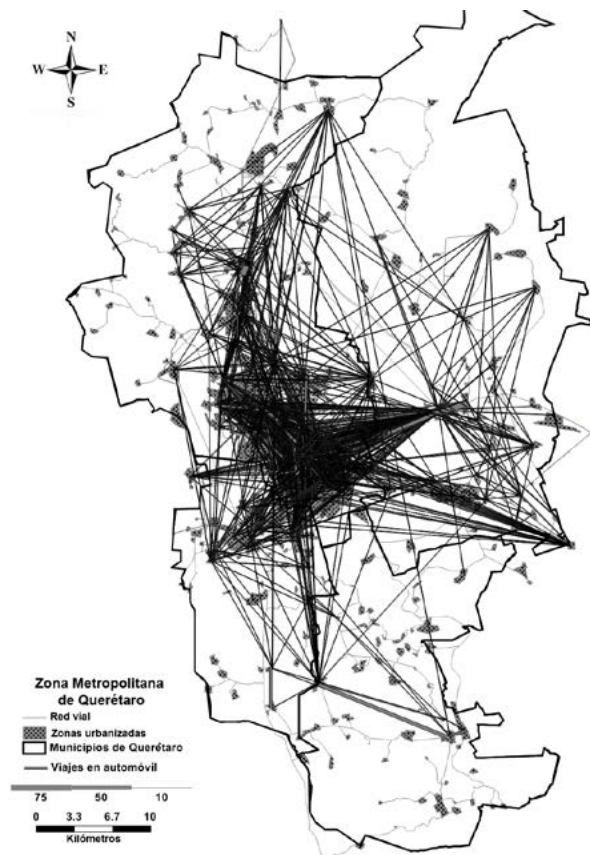 N
W E
S
Zona Metropolitana
de Querétaro
Red vial
Zonas urbanizadas
Municipios de Querétaro
Viajes en automóvil
75 50 10
0 3.3 6.7 10
Kilómetros